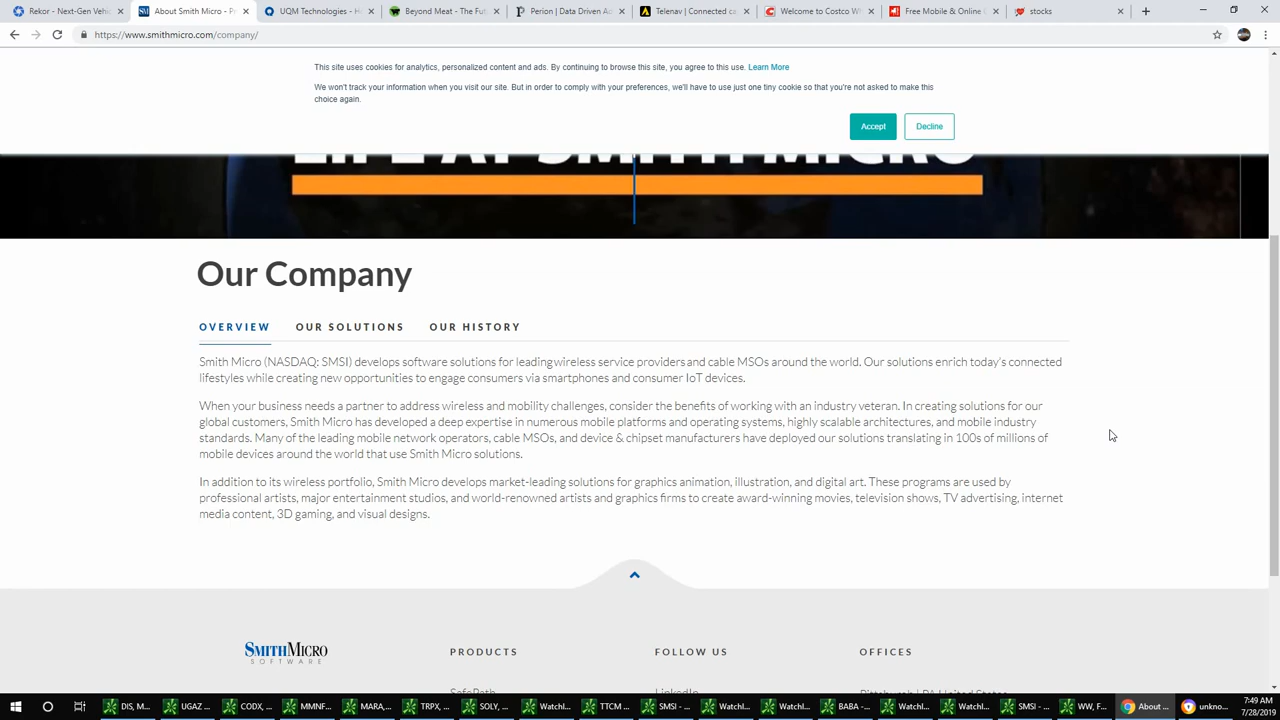 Rekor - Next-Gen Vehic
About Smith Micro - Pr
UQM Technologies - H
Beyond Meat - The Futu
Perion | Data Driven Ad
Telenav | Connected ca
Welcome to Costco Wh
Free Mobile & Online G
stocks
https://www.smithmicro.com/company/
This site uses cookies for analytics, personalized content and ads. By continuing to browse this site, you agree to this use. Learn More
We won't track your information when you visit our site. But in order to comply with your preferences, we'll have to use just one tiny cookie so that you're not asked to make this
choice again.
Accept
Decline
LIFE AT SMITH MICRO
Our Company
OVERVIEW
OUR SOLUTIONS
OUR HISTORY
Smith Micro (NASDAQ: SMSI) develops software solutions for leading wireless service providers and cable MSOs around the world. Our solutions enrich today's connected
lifestyles while creating new opportunities to engage consumers via smartphones and consumer IoT devices.
When your business needs a partner to address wireless and mobility challenges, consider the benefits of working with an industry veteran. In creating solutions for our
global customers, Smith Micro has developed a deep expertise in numerous mobile platforms and operating systems, highly scalable architectures, and mobile industry
standards. Many of the leading mobile network operators, cable MSOs, and device & chipset manufacturers have deployed our solutions translating in 100s of millions of
mobile devices around the world that use Smith Micro solutions.
In addition to its wireless portfolio, Smith Micro develops market-leading solutions for graphics animation, illustration, and digital art. These programs are used by
professional artists, major entertainment studios, and world-renowned artists and graphics firms to create award-winning movies, television shows, TV advertising, internet
media content, 3D gaming, and visual designs.
SMITHMICRO
SOFTWARE
PRODUCTS
FOLLOW US
OFFICES
SafePath
LinkedIn
Pittsburgh | PA United States
DIS, M...
UGAZ ...
CODX, ...
MMNF...
MARA,...
TRPX, ...
SOLY, ...
Watchl...
TTCM ...
SMSI - ...
Watchl...
Watchl...
BABA -...
Watchl...
Watchl...
SMSI - ...
WW, F...
About ...
unkno...
7:49 AM
7/28/2019